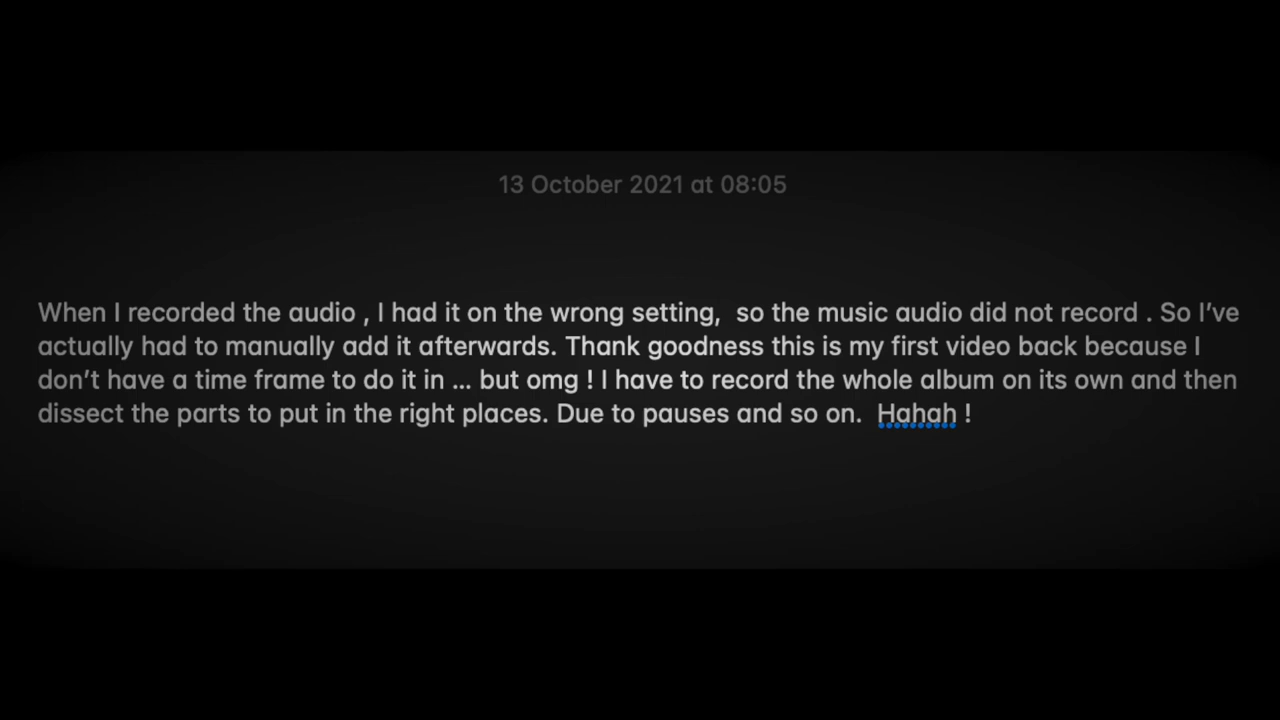 13 October 2021 at 08:05
When I recorded the audio , I had it on the wrong setting,  so the music audio did not record . So I’ve
actually had to manually add it afterwards. Thank goodness this is my first video back because I
don’t have a time frame to do it in ... but omg ! I have to record the whole album on its own and then
dissect the parts to put in the right places. Due to pauses and so on.  Hahah !